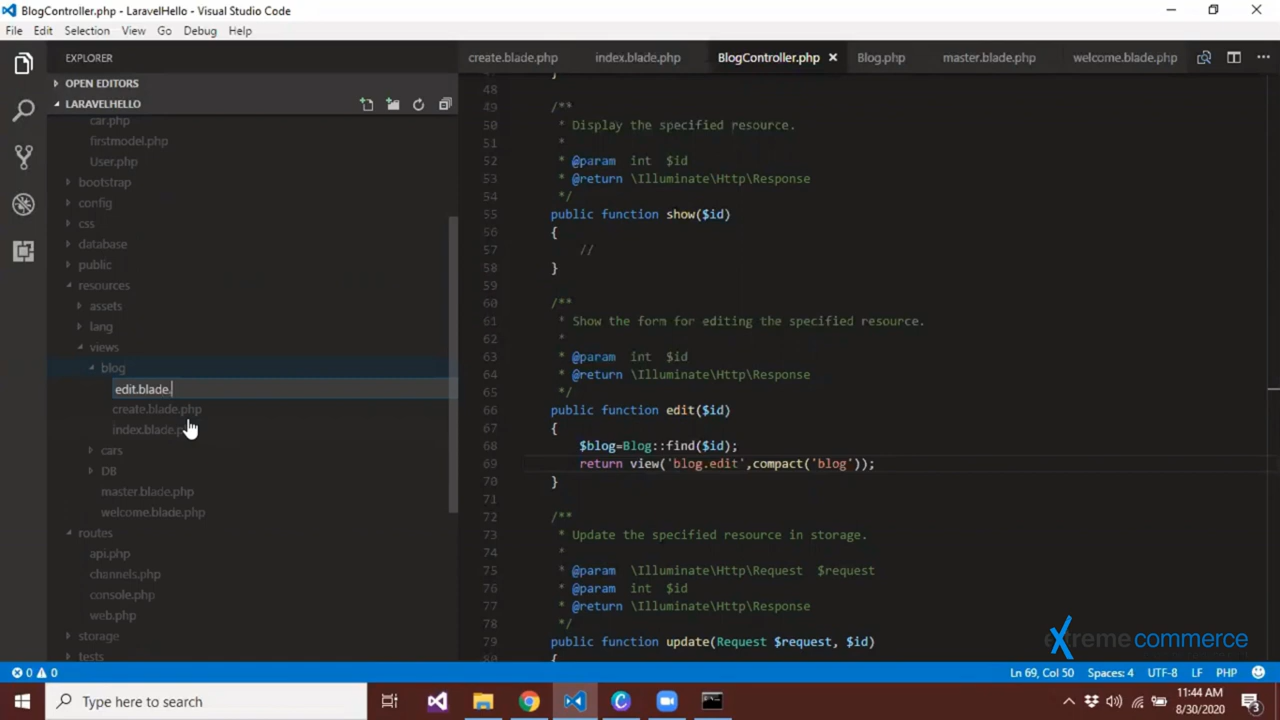 BlogController.php - LaravelHello - Visual Studio Code
File Edit Selection View Go Debug Help
EXPLORER
OPEN EDITORS
LARAVELHELLO
car.php
firstmodel.php
User.php
bootstrap
config
css
database
public
resources
assets
lang
views
blog
edit.blade.
create.blade.php
index.blade.p
cars
DB
master.blade.php
welcome.blade.php
routes
api.php
channels.php
console.php
web.php
storage
tests
create.blade.php index.blade.php BlogController.php Blog.php master.blade.php welcome.blade.php
48
49 /**
50 * Display the specified resource.
51 *
52 * @param int $id
53 * @return \Illuminate\Http\Response
54 */
55 public function show($id)
56 {
57 //
58 }
59
60 /**
61 * Show the form for editing the specified resource.
62 *
63 * @param int $id
64 * @return \Illuminate\Http\Response
65 */
66 public function edit($id)
67 {
68 $blog=Blog::find($id);
69 return view('blog.edit',compact('blog'));
70 }
71
72 /**
73 * Update the specified resource in storage.
74 *
75 * @param \Illuminate\Http\Request $request
76 * @param int $id
77 * @return \Illuminate\Http\Response
78 */
79 public function update(Request $request, $id)
80 {
extreme commerce
0 0
Ln 69, Col 50 Spaces: 4 UTF-8 LF PHP
Type here to search
11:44 AM
8/30/2020
3